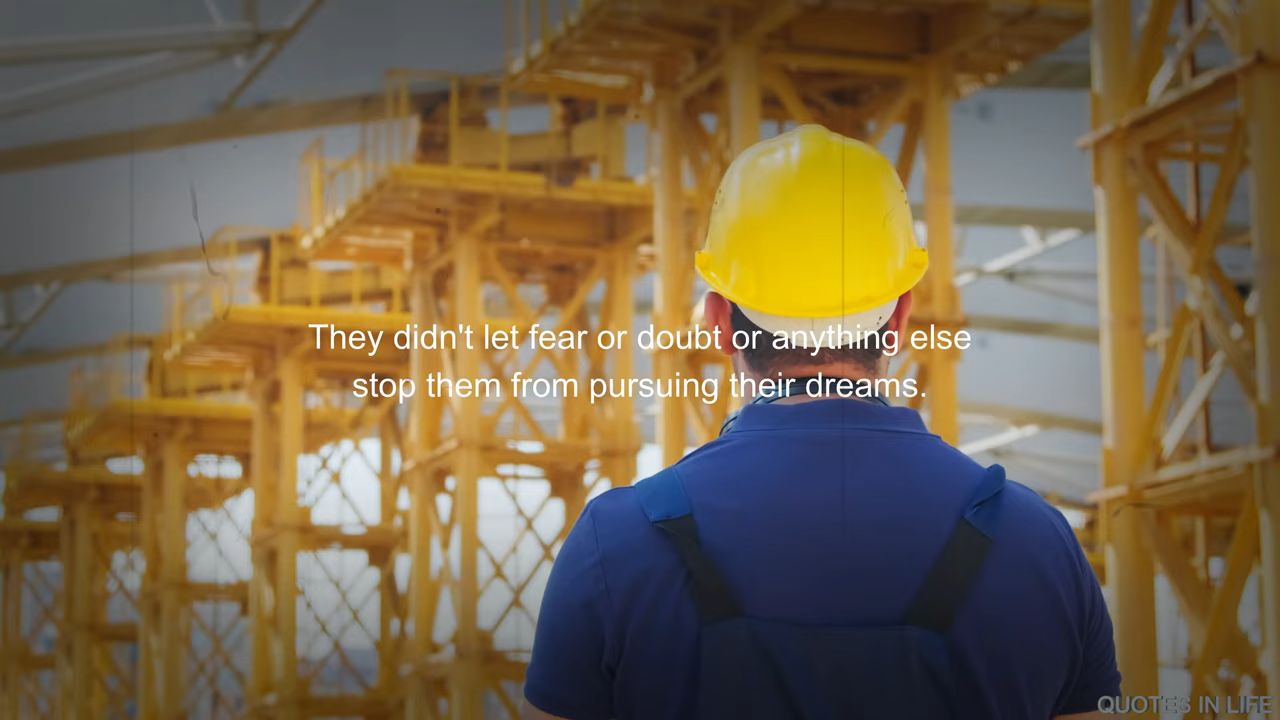 They didn't let fear or doubt or anything else
stop them from pursuing their dreams.
QUOTES IN LIFE